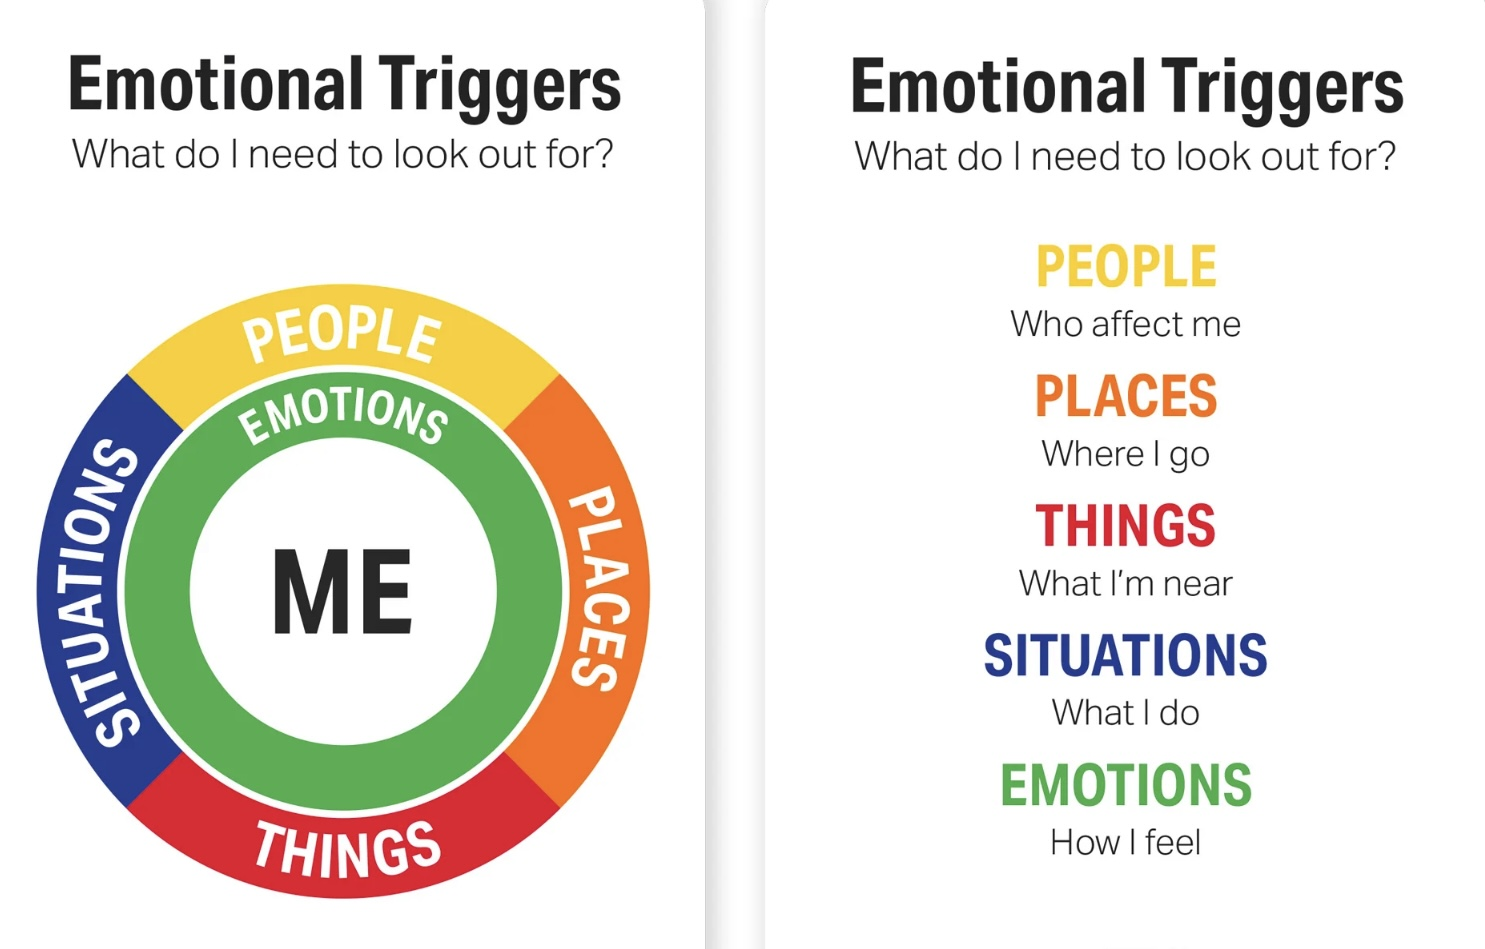 Emotional Triggers
What do I need to look out for?
PEOPLE
EMOTIONS
SITUATIONS
PLACES
ME
THINGS
Emotional Triggers
What do I need to look out for?
PEOPLE
Who affect me
PLACES
Where I go
THINGS
What I'm near
SITUATIONS
What I do
EMOTIONS
How I feel